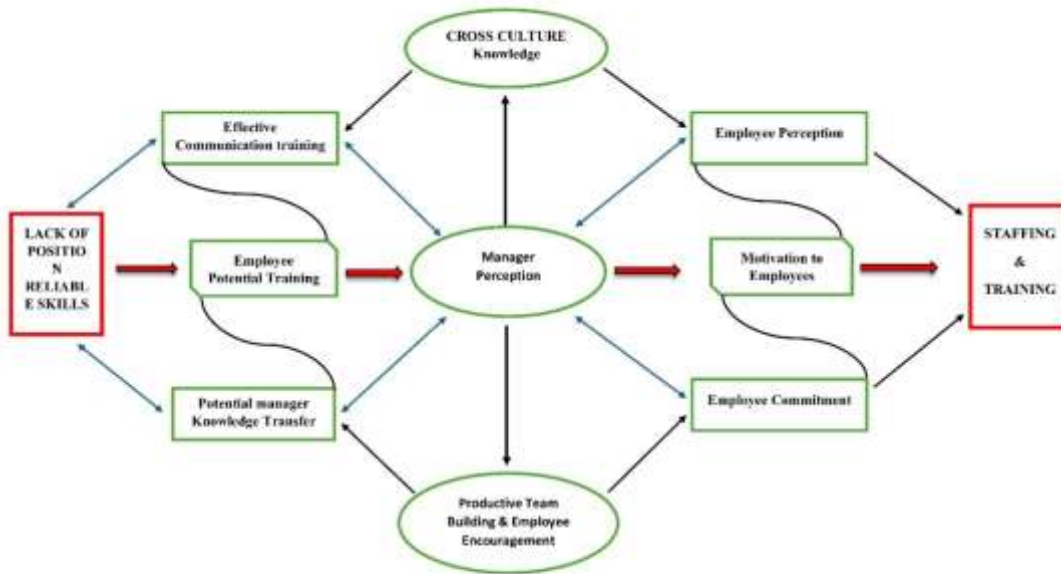 CROSS CULTURE
Knowledge
Effective
Communication training
Employee Perception
LACK OF
POSITIO
N
RELIABL
E SKILLS
Employee
Potential Training
Manager
Perception
Motivation to
Employees
STAFFING
&
TRAINING
Potential manager
Knowledge Transfer
Employee Commitment
Productive Team
Building & Employee
Encouragement